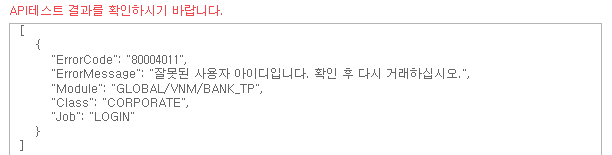 API테스트 결과를 확인하시기 바랍니다.
[
{
"ErrorCode": "80004011",
"ErrorMessage": "잘못된 사용자 아이디입니다. 확인 후 다시 거래하십시오.",
"Module": "GLOBAL/VNM/BANK_TP",
"Class": "CORPORATE",
"Job": "LOGIN"
}
]